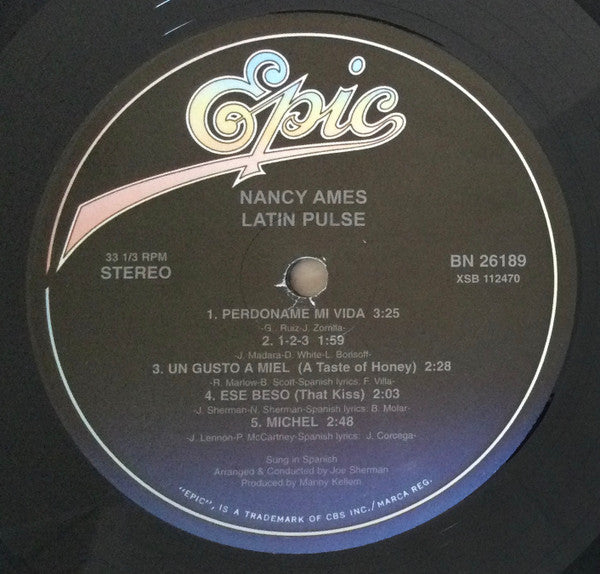 Epic
NANCY AMES
LATIN PULSE
33 1/3 RPM
STEREO
BN 26189
XSB 112470
1. PERDONAME MI VIDA 3:25
-G. Ruiz-J. Zorrilla-
2. 1-2-3 1:59
-J. Madara-D. White-L. Borisoff-
3. UN GUSTO A MIEL (A Taste of Honey) 2:28
-R. Marlow-B. Scott-Spanish lyrics: F. Villa-
4. ESE BESO (That Kiss) 2:03
-J. Sherman-N. Sherman-Spanish lyrics: B. Molar-
5. MICHEL 2:48
-J. Lennon-P. McCartney-Spanish lyrics: J. Corcega-
Sung in Spanish
Arranged & Conducted by Joe Sherman
Produced by Manny Kellem
"EPIC", IS A TRADEMARK OF CBS INC./MARCA REG.